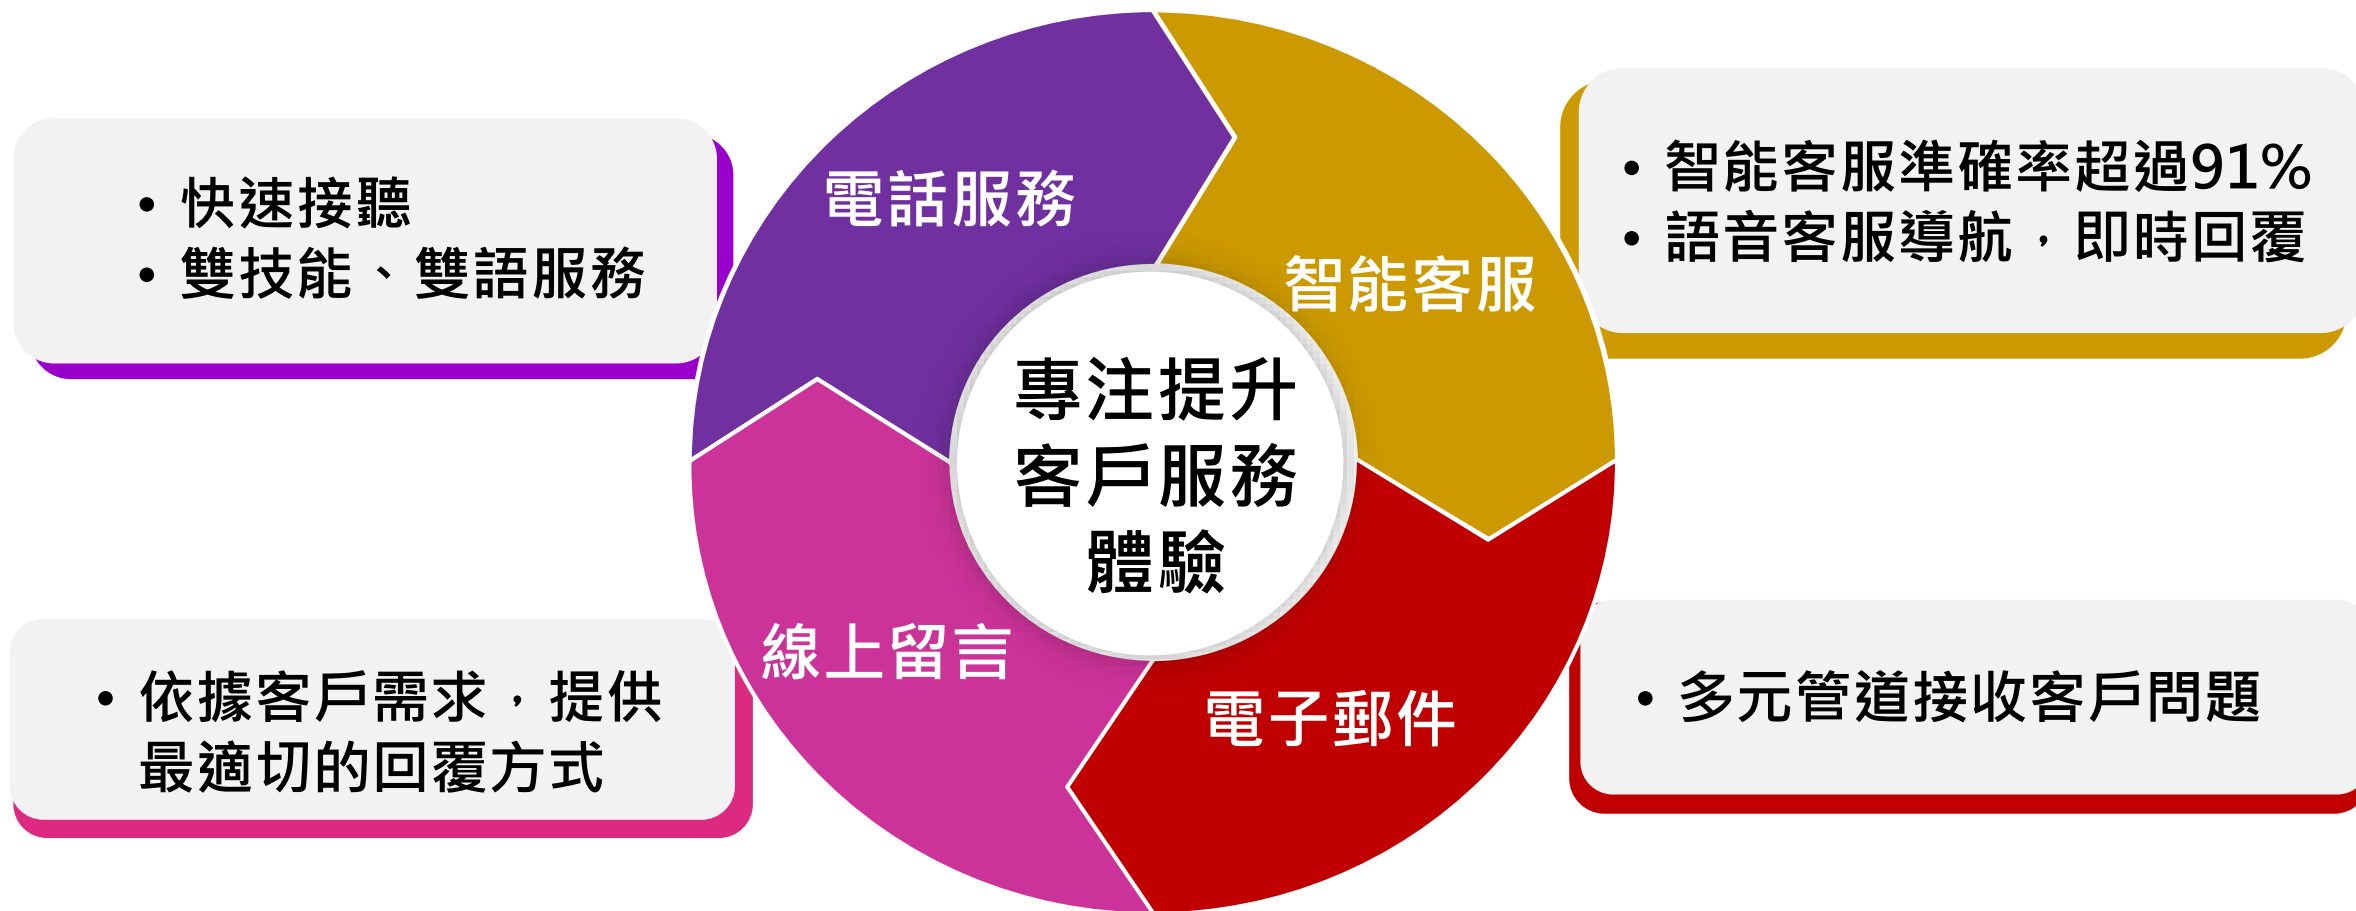 電話服務
• 快速接聽
• 雙技能、雙語服務
智能客服
• 智能客服準確率超過91%
• 語音客服導航，即時回覆
專注提升
客戶服務
體驗
線上留言
• 依據客戶需求，提供
最適切的回覆方式
電子郵件
• 多元管道接收客戶問題